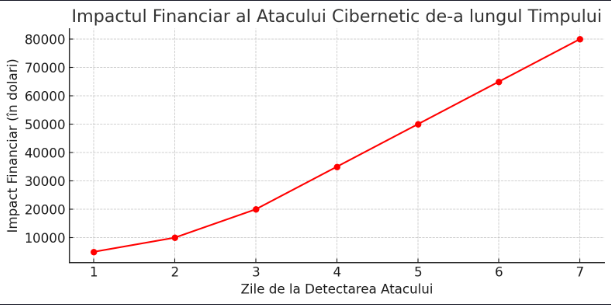 Impactul Financiar al Atacului Cibernetic de-a lungul Timpului
80000
70000
60000
50000
40000
30000
20000
10000
Impact Financiar (în dolari)
1 2 3 4 5 6 7
Zile de la Detectarea Atacului